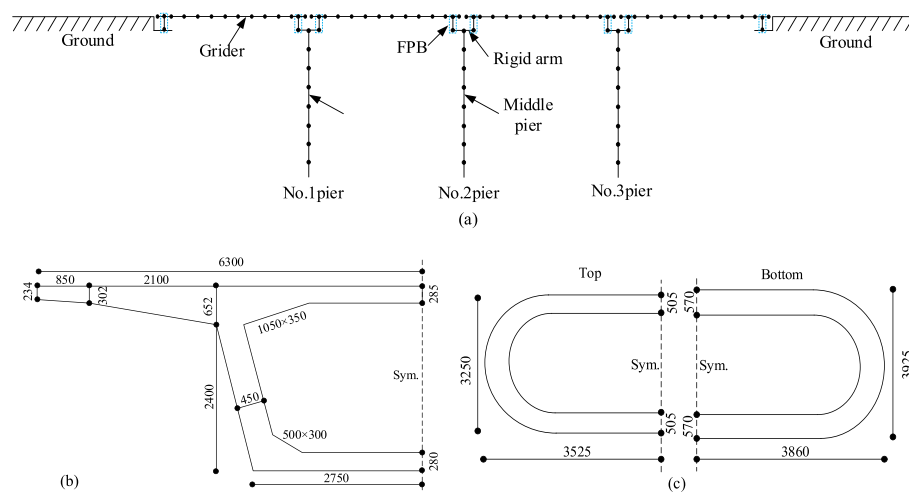 Ground
Grider
FPB
Rigid arm
Ground
Middle
pier
No.1pier
No.2pier
No.3pier
(a)
6300
850
2100
234
302
652
285
1050×350
Sym.
450
2400
500×300
280
2750
(b)
Top
Bottom
505
570
3250
Sym.
Sym.
3925
505
570
3525
3860
(c)